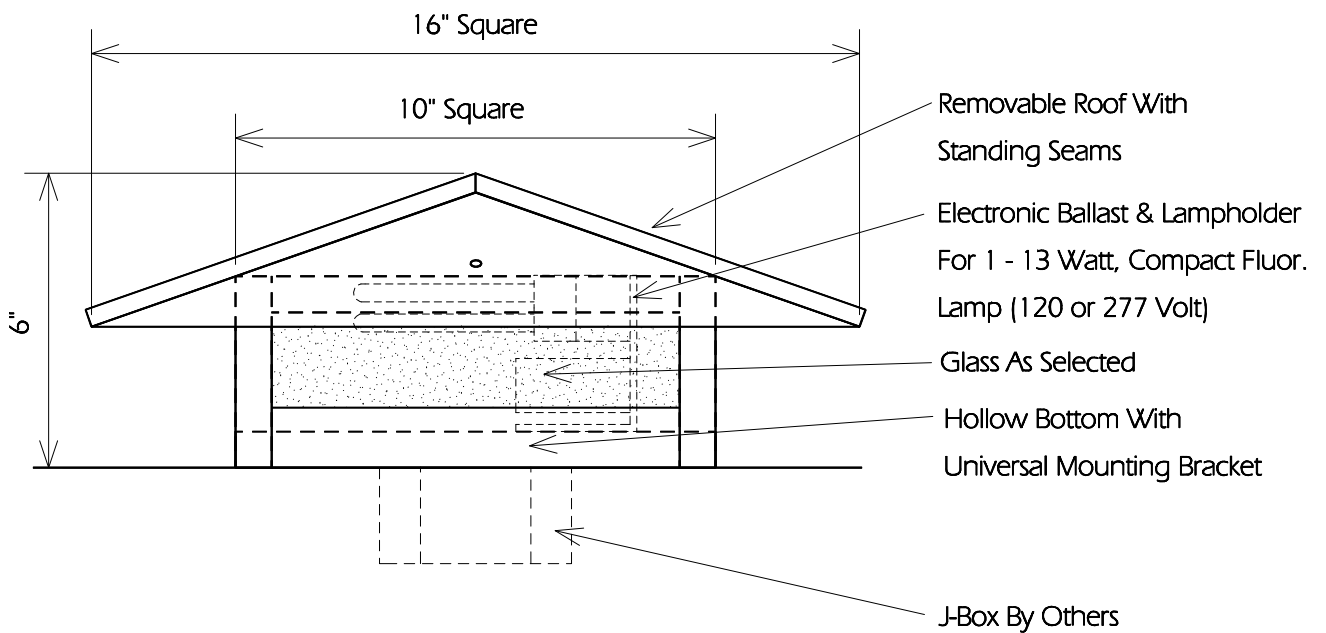 16" Square
10" Square
6"
Removable Roof With
Standing Seams
Electronic Ballast & Lampholder
For 1 - 13 Watt, Compact Fluor.
Lamp (120 or 277 Volt)
Glass As Selected
Hollow Bottom With
Universal Mounting Bracket
J-Box By Others